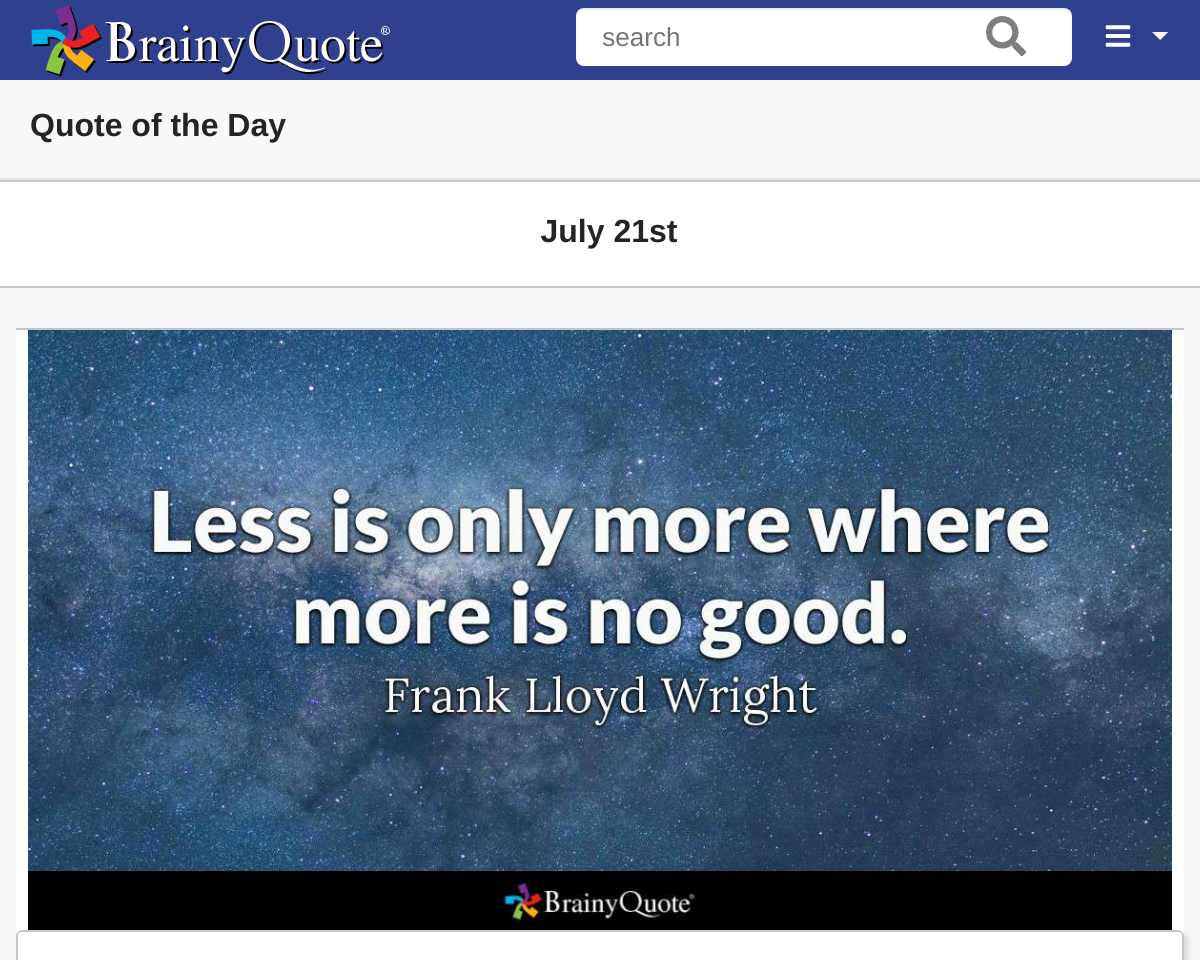 BrainyQuote®
search
Quote of the Day
July 21st
Less is only more where
more is no good.
Frank Lloyd Wright
BrainyQuote®